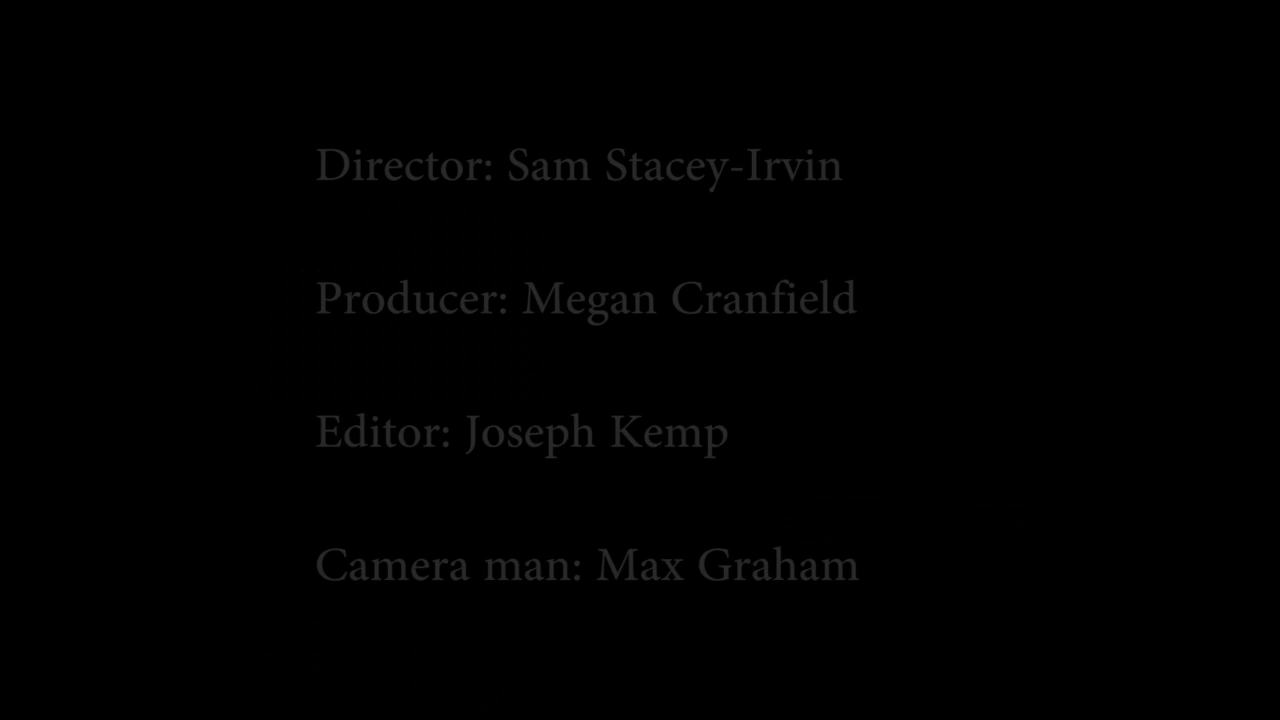 Director: Sam Stacey-Irvin
Producer: Megan Cranfield
Editor: Joseph Kemp
Camera man: Max Graham